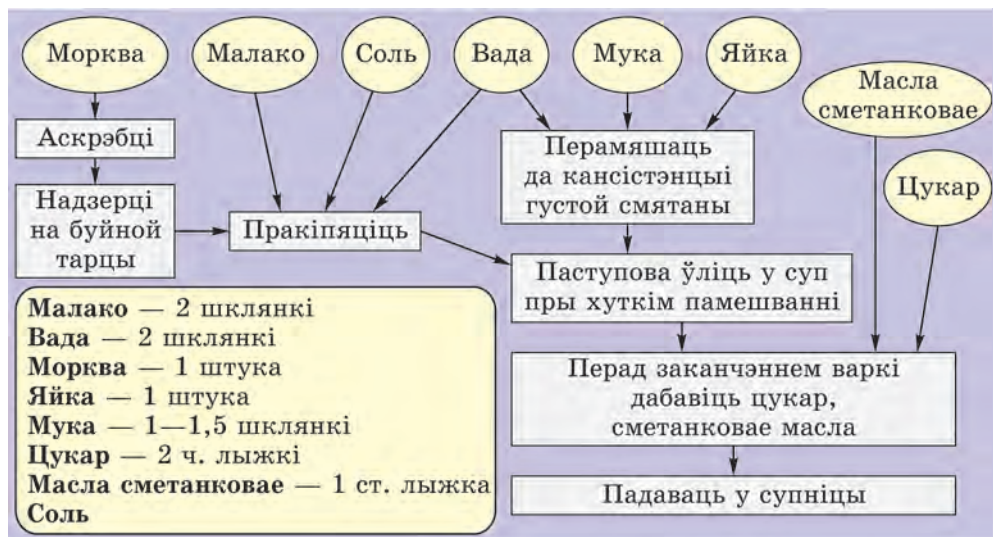 Морква
Малако
Соль
Вада
Мука
Яйка
Масла
сметанковае
Цукар
Аскрэбці
Надзерці
на буйной
тарцы
Пракіпяціць
Перамяшаць
да кансістэнцыі
густой смятаны
Паступова ўліць у суп
пры хуткім памешванні
Перад заканчэннем варкі
дабавіць цукар,
сметанковае масла
Падаваць у супніцы
Малако — 2 шклянкі
Вада — 2 шклянкі
Морква — 1 штука
Яйка — 1 штука
Мука — 1—1,5 шклянкі
Цукар — 2 ч. лыжкі
Масла сметанковае — 1 ст. лыжка
Соль